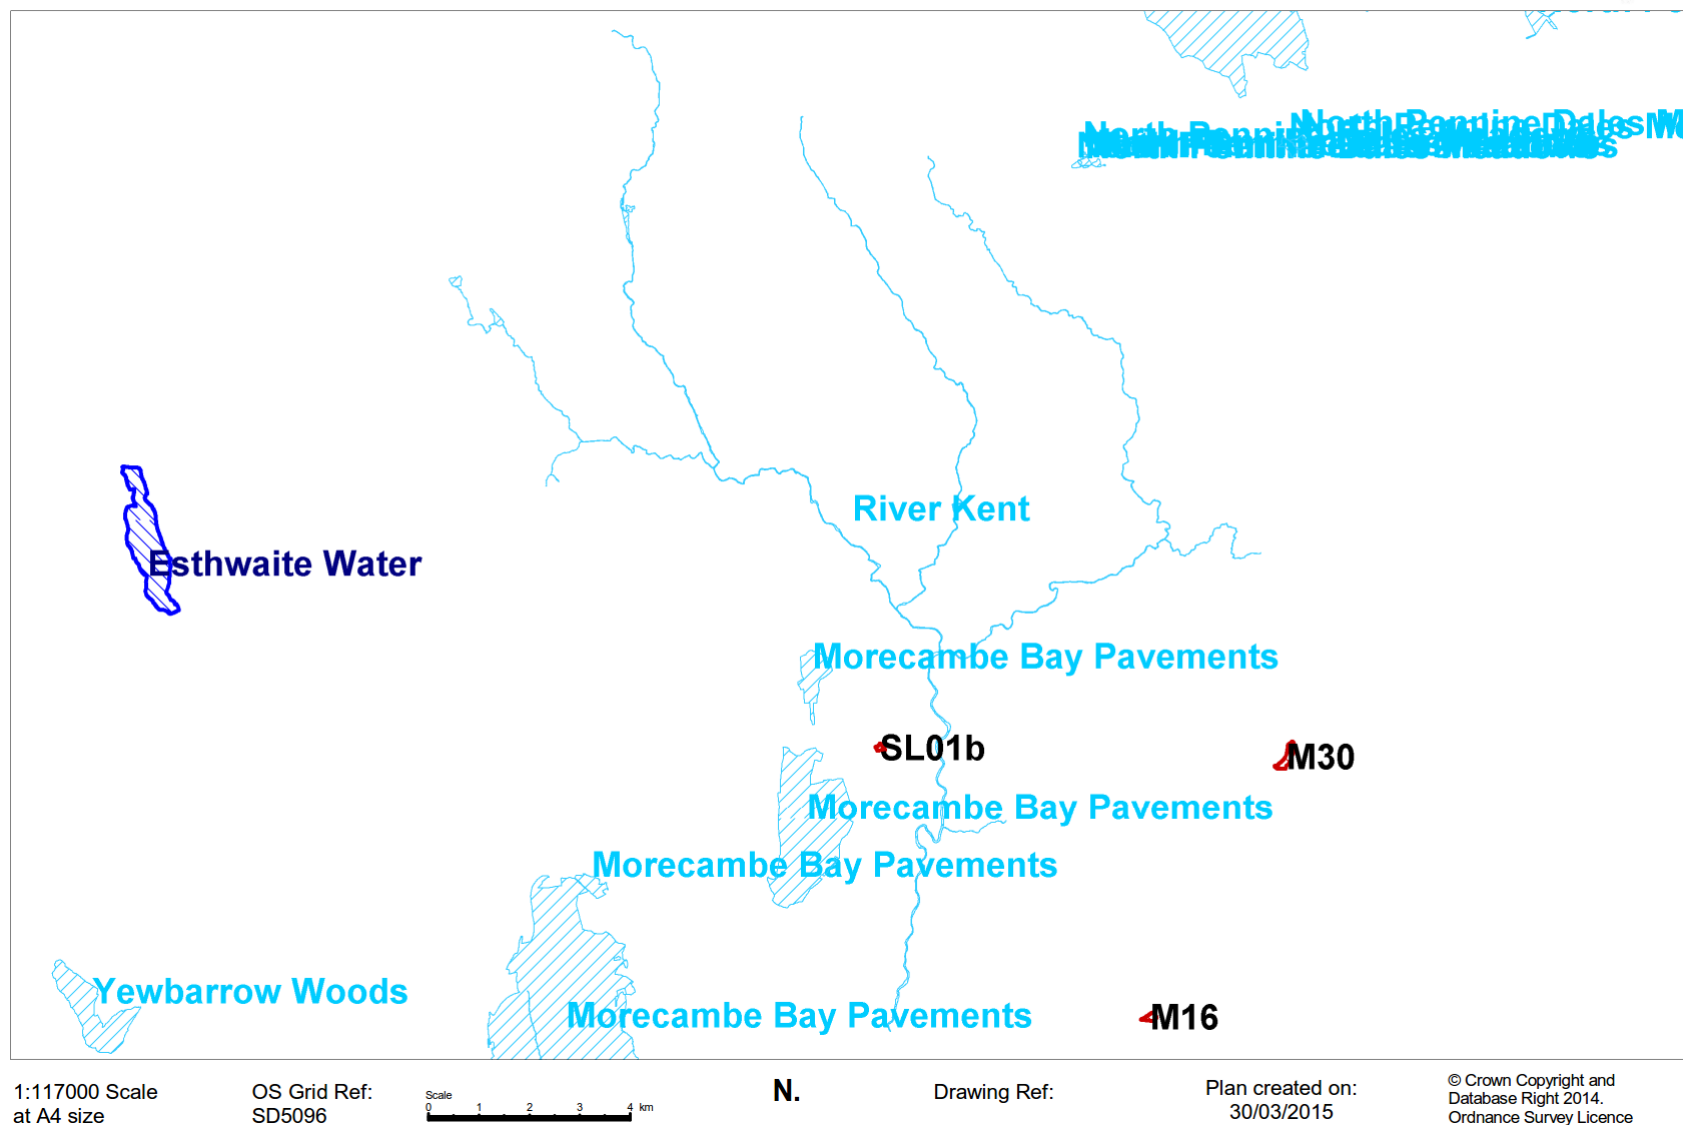 North Pennine Dales
River Kent
Esthwaite Water
Morecambe Bay Pavements
SL01b
M30
Morecambe Bay Pavements
Morecambe Bay Pavements
Yewbarrow Woods
Morecambe Bay Pavements
M16
1:117000 Scale
at A4 size
OS Grid Ref:
SD5096
Scale
0 1 2 3 4 km
N.
Drawing Ref:
Plan created on:
30/03/2015
© Crown Copyright and
Database Right 2014.
Ordnance Survey Licence